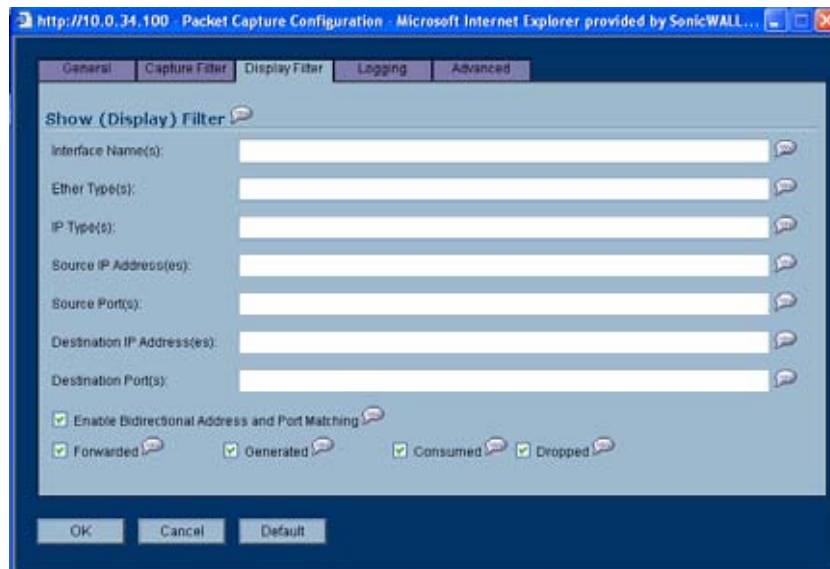 http://10.0.34.100 - Packet Capture Configuration - Microsoft Internet Explorer provided by SonicWALL...
General Capture Filter Display Filter Logging Advanced
Show (Display) Filter
Interface Name(s):
Ether Type(s):
IP Type(s):
Source IP Address(es):
Source Port(s):
Destination IP Address(es):
Destination Port(s):
Enable Bidirectional Address and Port Matching
Forwarded Generated Consumed Dropped
OK Cancel Default